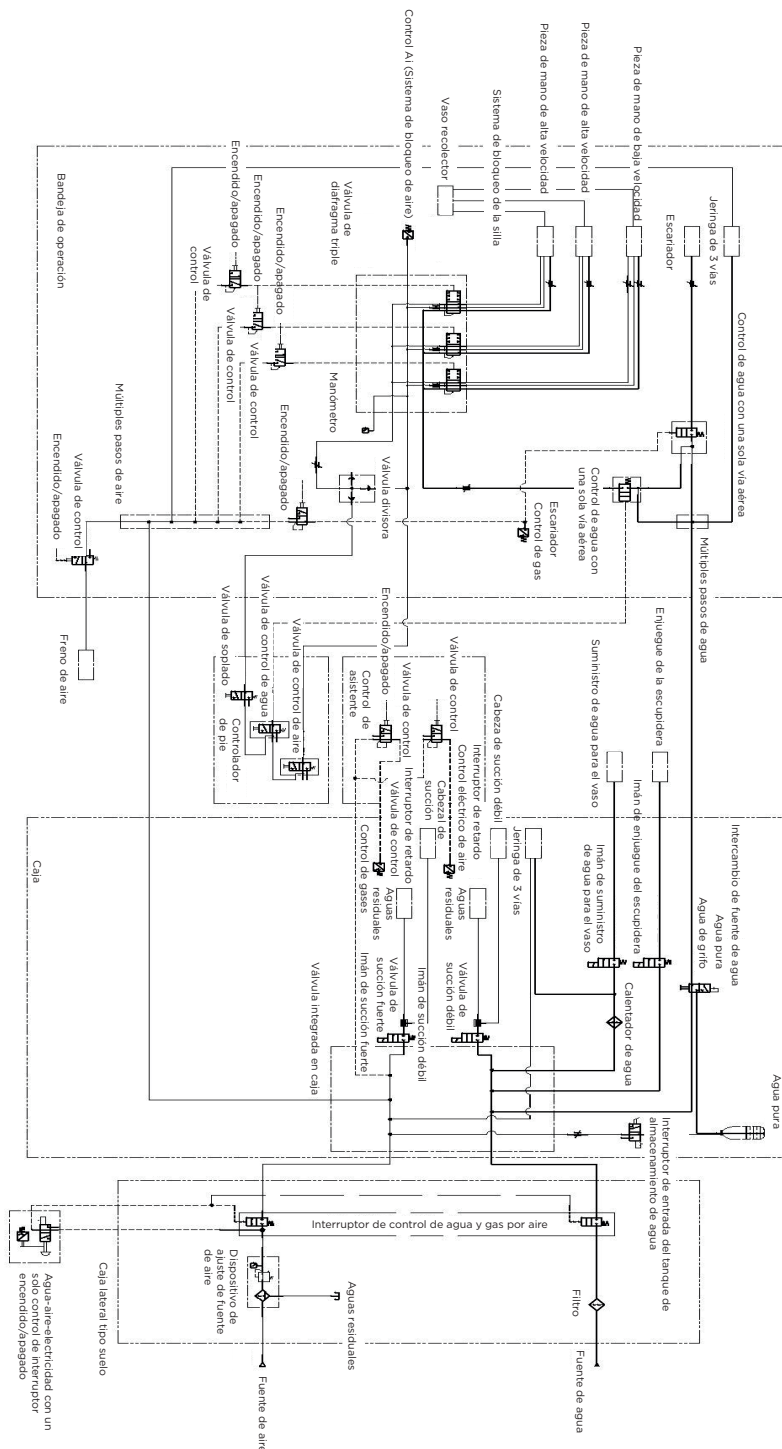 Control Ai (Sistema de bloqueo de aire)
Vaso recolector
Sistema de bloqueo de la
silla
Pieza de mano de alta velocidad
Pieza de mano de alta velocidad
Pieza de mano de baja velocidad
Escariador
Jeringa de 3 vías
Control de agua con una sola vía aérea
Bandeja de operación
Encendido/apagado
Encendido/apagado
Encendido/apagado
Válvula de
diafragma triple
Válvula de
control
Válvula de control
Válvula de control
Manómetro
Múltiples pasos de aire
Válvula de control
Encendido/apagado
Encendido/apagado
Válvula divisora
Escariador
Control de gas
Control de agua con
una sola vía aérea
Múltiples pasos de agua
Freno de aire
Válvula de soplado
Válvula de control de agua
Válvula de control de aire
Controlador
de pie
Encendido/apagado
Control de
asistente
Válvula de control
Válvula de control
Cabeza de succión débil
Suministro de agua para el vaso
Enjuegue de la escupidera
Interruptor de retardo
Control eléctrico de aire
Cabezal de
succión
Interruptor de retardo
Válvula de control
Control de gases
Jeringa de 3 vías
Aguas
residuales
Aguas
residuales
Imán de suministro
de agua para el vaso
Imán de enjuague del escupidera
Intercambio de fuente de agua
Agua pura
Agua de grifo
Caja
Válvula integrada en caja
Imán de succión fuerte
Válvula de
succión fuerte
Imán de succión débil
Válvula de
succión débil
Calentador de agua
Agua pura
Interruptor de entrada del tanque de
almacenamiento de agua
Interruptor de control de agua y gas por aire
Agua-aire-electricidad con un
solo control de interruptor
encendido/apagado
Caja lateral tipo suelo
Dispositivo de
ajuste de fuente
de aire
Aguas residuales
Filtro
Fuente de aire
Fuente de agua